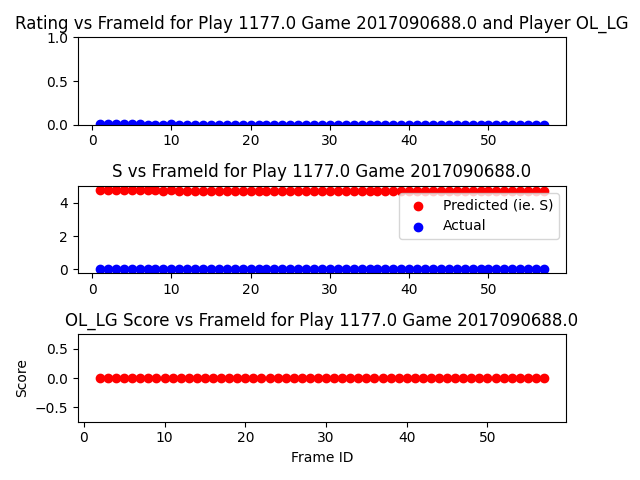 Rating vs FrameId for Play 1177.0 Game 2017090688.0 and Player OL_LG
1.0
0.5
0.0
0 10 20 30 40 50
S vs FrameId for Play 1177.0 Game 2017090688.0
4
2
0
Predicted (ie. S)
Actual
0 10 20 30 40 50
OL_LG Score vs FrameId for Play 1177.0 Game 2017090688.0
Score
0.5
0.0
−0.5
0 10 20 30 40 50
Frame ID